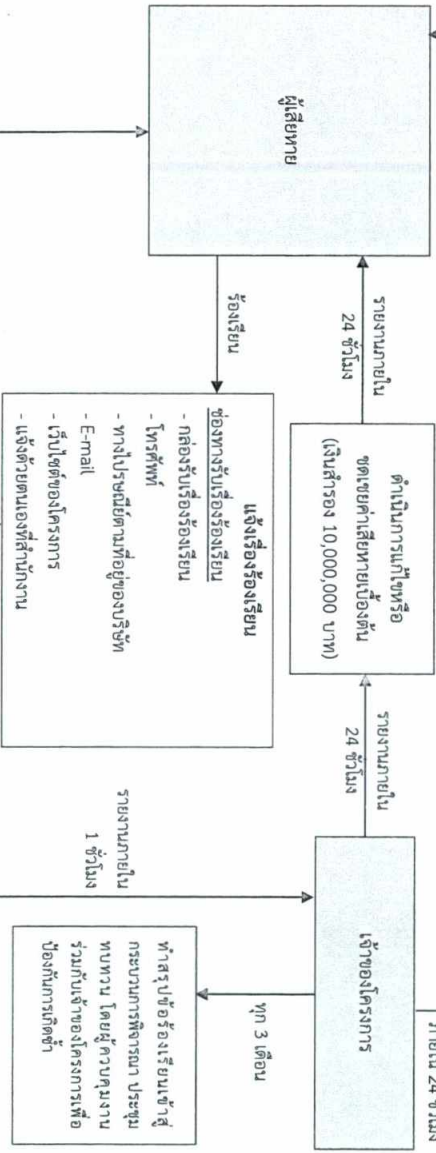 ผู้เสียหาย
ร้องเรียน
รายงานภายใน
24 ชั่วโมง
แจ้งเรื่องร้องเรียน
ช่องทางรับเรื่องร้องเรียน
- กล่องรับเรื่องร้องเรียน
- โทรศัพท์
- ทางไปรษณีย์ตามที่อยู่ของบริษัท
- E-mail
- เว็บไซต์ของโครงการ
- แจ้งด้วยตนเองที่สำนักงาน
ดำเนินการแก้ไขหรือ
ชดเชยค่าเสียหายเบื้องต้น
(เงินสำรอง 10,000,000 บาท)
รายงานภายใน
24 ชั่วโมง
รายงานภายใน
1 ชั่วโมง
เจ้าของโครงการ
ภายใน 24 ชั่วโมง
ทุก 3 เดือน
ทำสรุปข้อร้องเรียนเข้าสู่
กระบวนการพิจารณา ประชุม
ทบทวน โดยผู้ควบคุมงาน
ร่วมกับเจ้าของโครงการเพื่อ
ป้องกันการเกิดซ้ำ